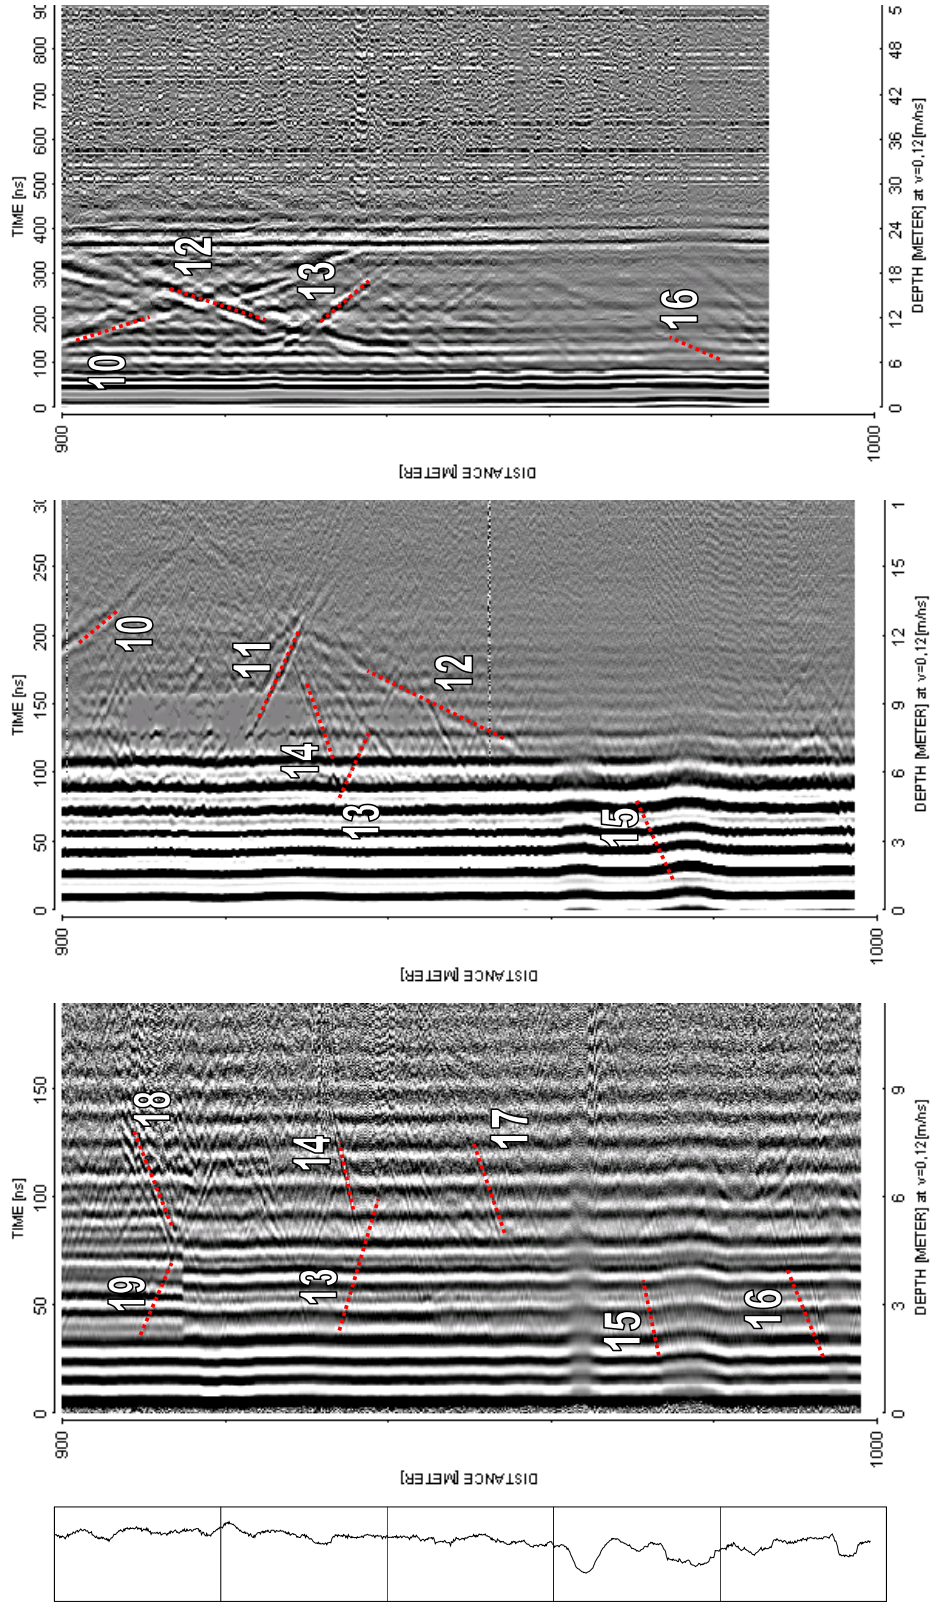 TIME [ns]
0 100 200 300 400 500 600 700 800 90
900
1000
DISTANCE [METER]
10
12
13
16
0 6 12 18 24 30 36 42 48 5
DEPTH [METER] at v=0,12[m/ns]
TIME [ns]
0 50 100 150 200 250 30
900
1000
DISTANCE [METER]
10
11
12
14
13
15
0 3 6 9 12 15 1
DEPTH [METER] at v=0,12[m/ns]
TIME [ns]
0 50 100 150
900
1000
DISTANCE [METER]
18
19
14
13
17
15
16
0 3 6 9
DEPTH [METER] at v=0,12[m/ns]